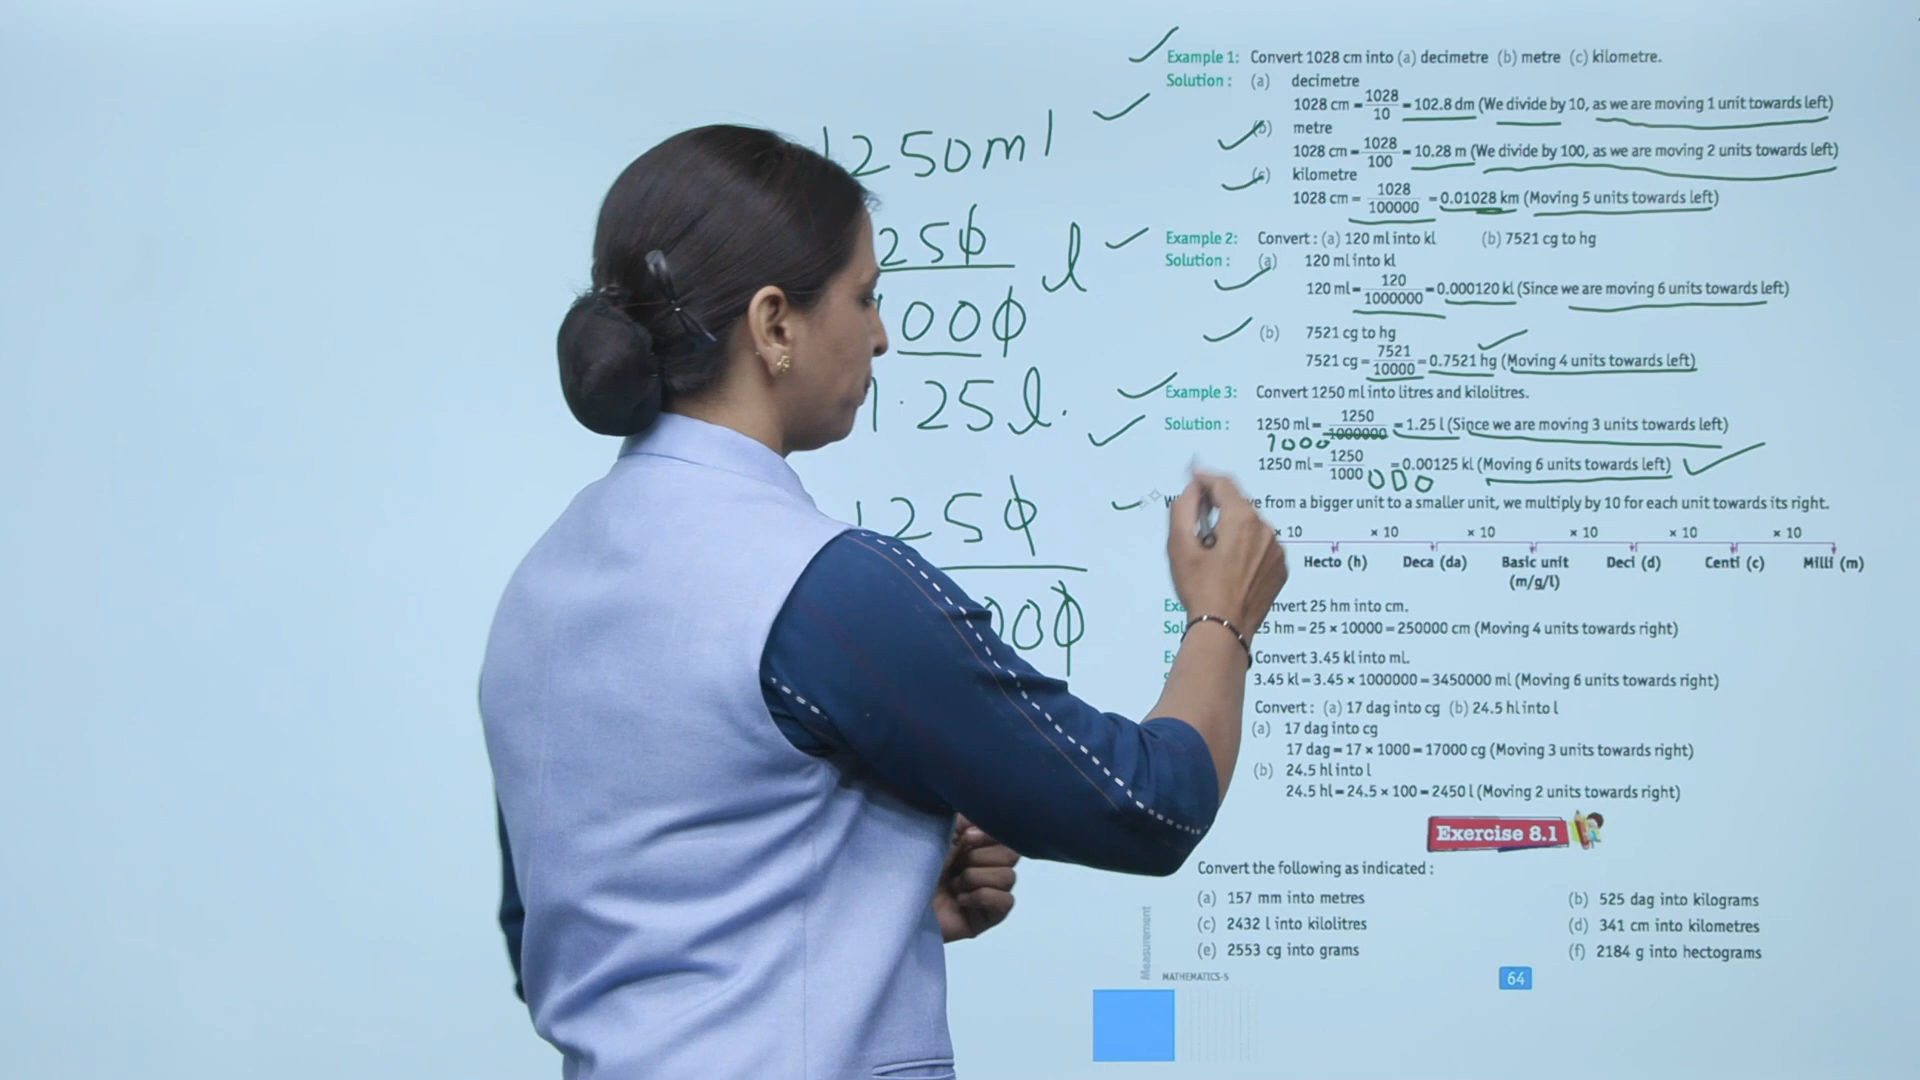 1250ml
250
l
000
1.25l.
1250
000
Example 1: Convert 1028 cm into (a) decimetre (b) metre (c) kilometre.
Solution : (a) decimetre
1028 cm = 1028/10 = 102.8 dm (We divide by 10, as we are moving 1 unit towards left)
(b) metre
1028 cm = 1028/100 = 10.28 m (We divide by 100, as we are moving 2 units towards left)
(c) kilometre
1028 cm = 1028/100000 = 0.01028 km (Moving 5 units towards left)
Example 2: Convert : (a) 120 ml into kl (b) 7521 cg to hg
Solution : (a) 120 ml into kl
120 ml = 120/1000000 = 0.000120 kl (Since we are moving 6 units towards left)
(b) 7521 cg to hg
7521 cg = 7521/10000 = 0.7521 hg (Moving 4 units towards left)
Example 3: Convert 1250 ml into litres and kilolitres.
Solution : 1250 ml = 1250/1000000 = 1.25 l (Since we are moving 3 units towards left)
1000
1250 ml = 1250/1000 = 0.00125 kl (Moving 6 units towards left)
000
from a bigger unit to a smaller unit, we multiply by 10 for each unit towards its right.
× 10 × 10 × 10 × 10 × 10 × 10
Hecto (h) Deca (da) Basic unit Deci (d) Centi (c) Milli (m)
(m/g/l)
25 hm into cm.
25 hm = 25 × 10000 = 250000 cm (Moving 4 units towards right)
Convert 3.45 kl into mL.
3.45 kl = 3.45 × 1000000 = 3450000 ml (Moving 6 units towards right)
Convert : (a) 17 dag into cg (b) 24.5 hl into l
(a) 17 dag into cg
17 dag = 17 × 1000 = 17000 cg (Moving 3 units towards right)
(b) 24.5 hl into l
24.5 hl = 24.5 × 100 = 2450 l (Moving 2 units towards right)
Exercise 8.1
Convert the following as indicated :
(a) 157 mm into metres (b) 525 dag into kilograms
(c) 2432 l into kilolitres (d) 341 cm into kilometres
(e) 2553 cg into grams (f) 2184 g into hectograms
Measurement
MATHEMATICS-5
64